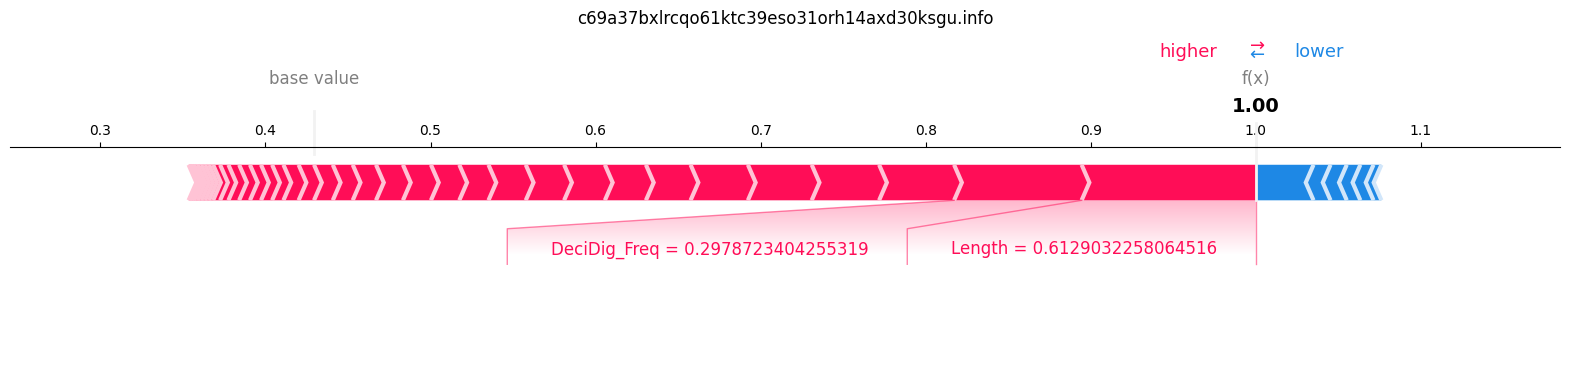 c69a37bxlrcqo61ktc39eso31orh14axd30ksgu.info
higher ⇄ lower
base value f(x)
1.00
0.3 0.4 0.5 0.6 0.7 0.8 0.9 1.0 1.1
DeciDig_Freq = 0.2978723404255319 Length = 0.6129032258064516